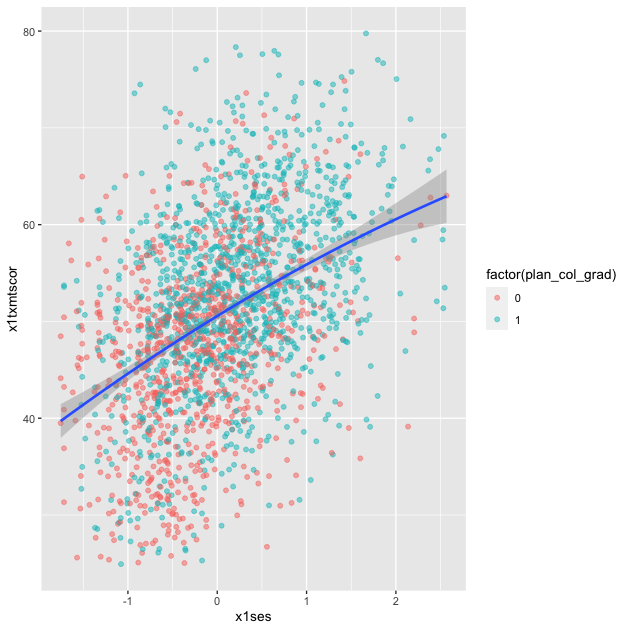 80
60
40
x1txmtscor
-1 0 1 2
x1ses
factor(plan_col_grad)
0
1